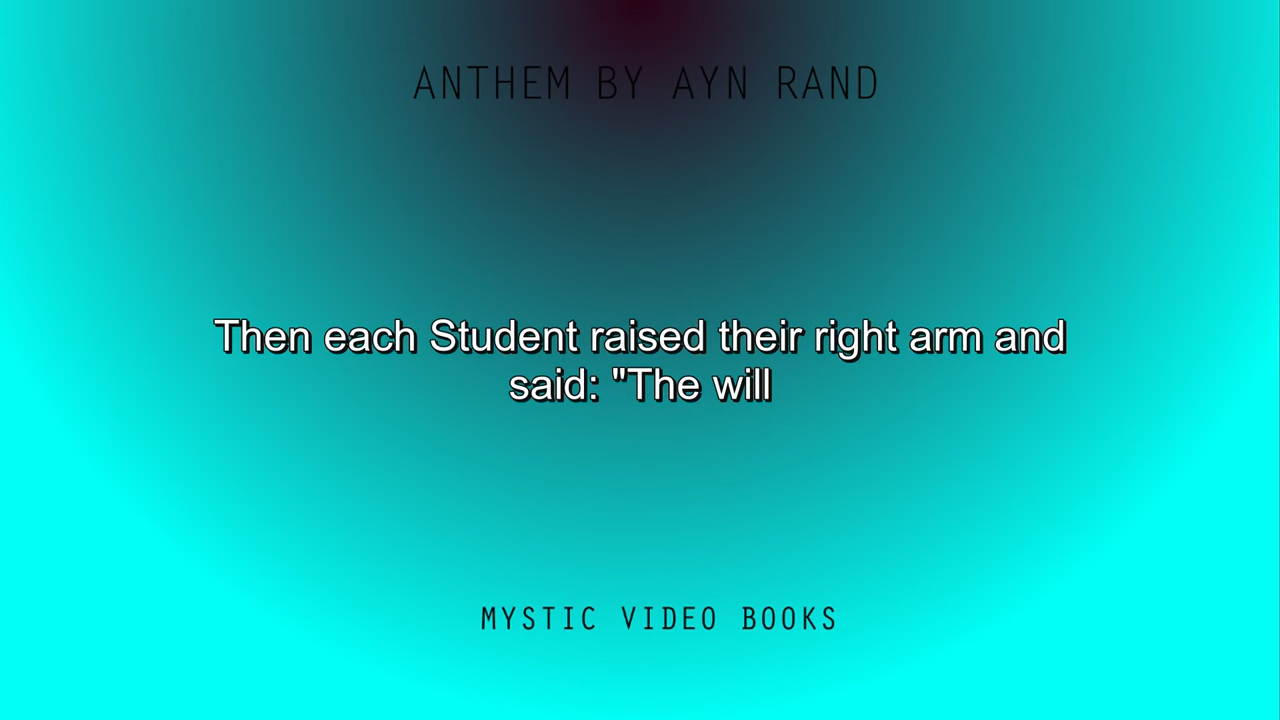 ANTHEM BY AYN RAND
Then each Student raised their right arm and
said: "The will
MYSTIC VIDEO BOOKS